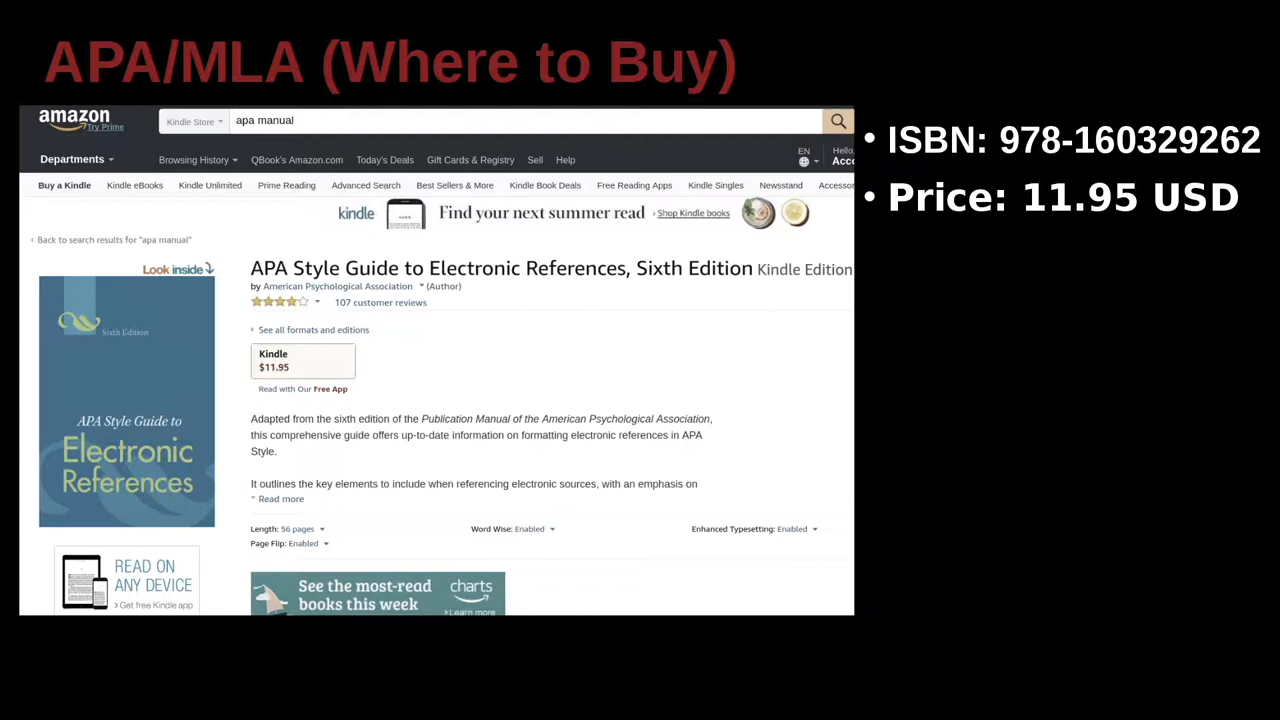 APA/MLA (Where to Buy)
amazon
Try Prime
Kindle Store
apa manual
EN
Hello,
Departments
Browsing History
QBook's Amazon.com
Today's Deals
Gift Cards & Registry
Sell
Help
Acco
Buy a Kindle
Kindle eBooks
Kindle Unlimited
Prime Reading
Advanced Search
Best Sellers & More
Kindle Book Deals
Free Reading Apps
Kindle Singles
Newsstand
Accessor
kindle
Find your next summer read
› Shop Kindle books
‹ Back to search results for "apa manual"
Look inside
Sixth Edition
APA Style Guide to
Electronic
References
APA Style Guide to Electronic References, Sixth Edition Kindle Edition
by American Psychological Association (Author)
107 customer reviews
See all formats and editions
Kindle
$11.95
Read with Our Free App
Adapted from the sixth edition of the Publication Manual of the American Psychological Association,
this comprehensive guide offers up-to-date information on formatting electronic references in APA
Style.
It outlines the key elements to include when referencing electronic sources, with an emphasis on
Read more
Length: 56 pages
Word Wise: Enabled
Enhanced Typesetting: Enabled
Page Flip: Enabled
READ ON
ANY DEVICE
› Get free Kindle app
See the most-read
books this week
charts
› Learn more
• ISBN: 978-160329262
• Price: 11.95 USD